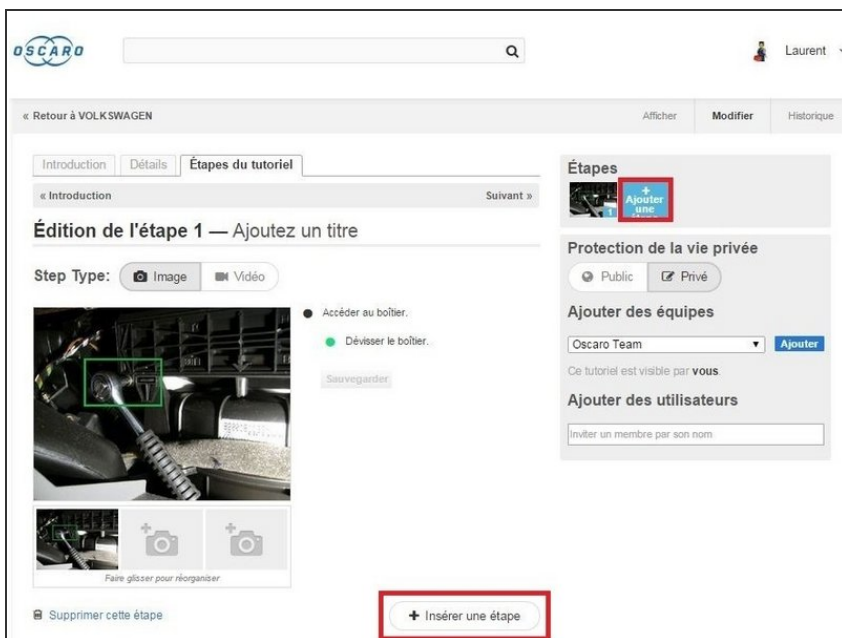 OSCARO
Laurent
« Retour à VOLKSWAGEN
Afficher
Modifier
Historique
Introduction
Détails
Étapes du tutoriel
« Introduction
Suivant »
Édition de l'étape 1 — Ajoutez un titre
Step Type:
Image
Vidéo
Accéder au boîtier.
Dévisser le boîtier.
Sauvegarder
Faire glisser pour réorganiser
Supprimer cette étape
+ Insérer une étape
Étapes
1
+
Ajouter
une
étape
Protection de la vie privée
Public
Privé
Ajouter des équipes
Oscaro Team
Ajouter
Ce tutoriel est visible par vous.
Ajouter des utilisateurs
Inviter un membre par son nom